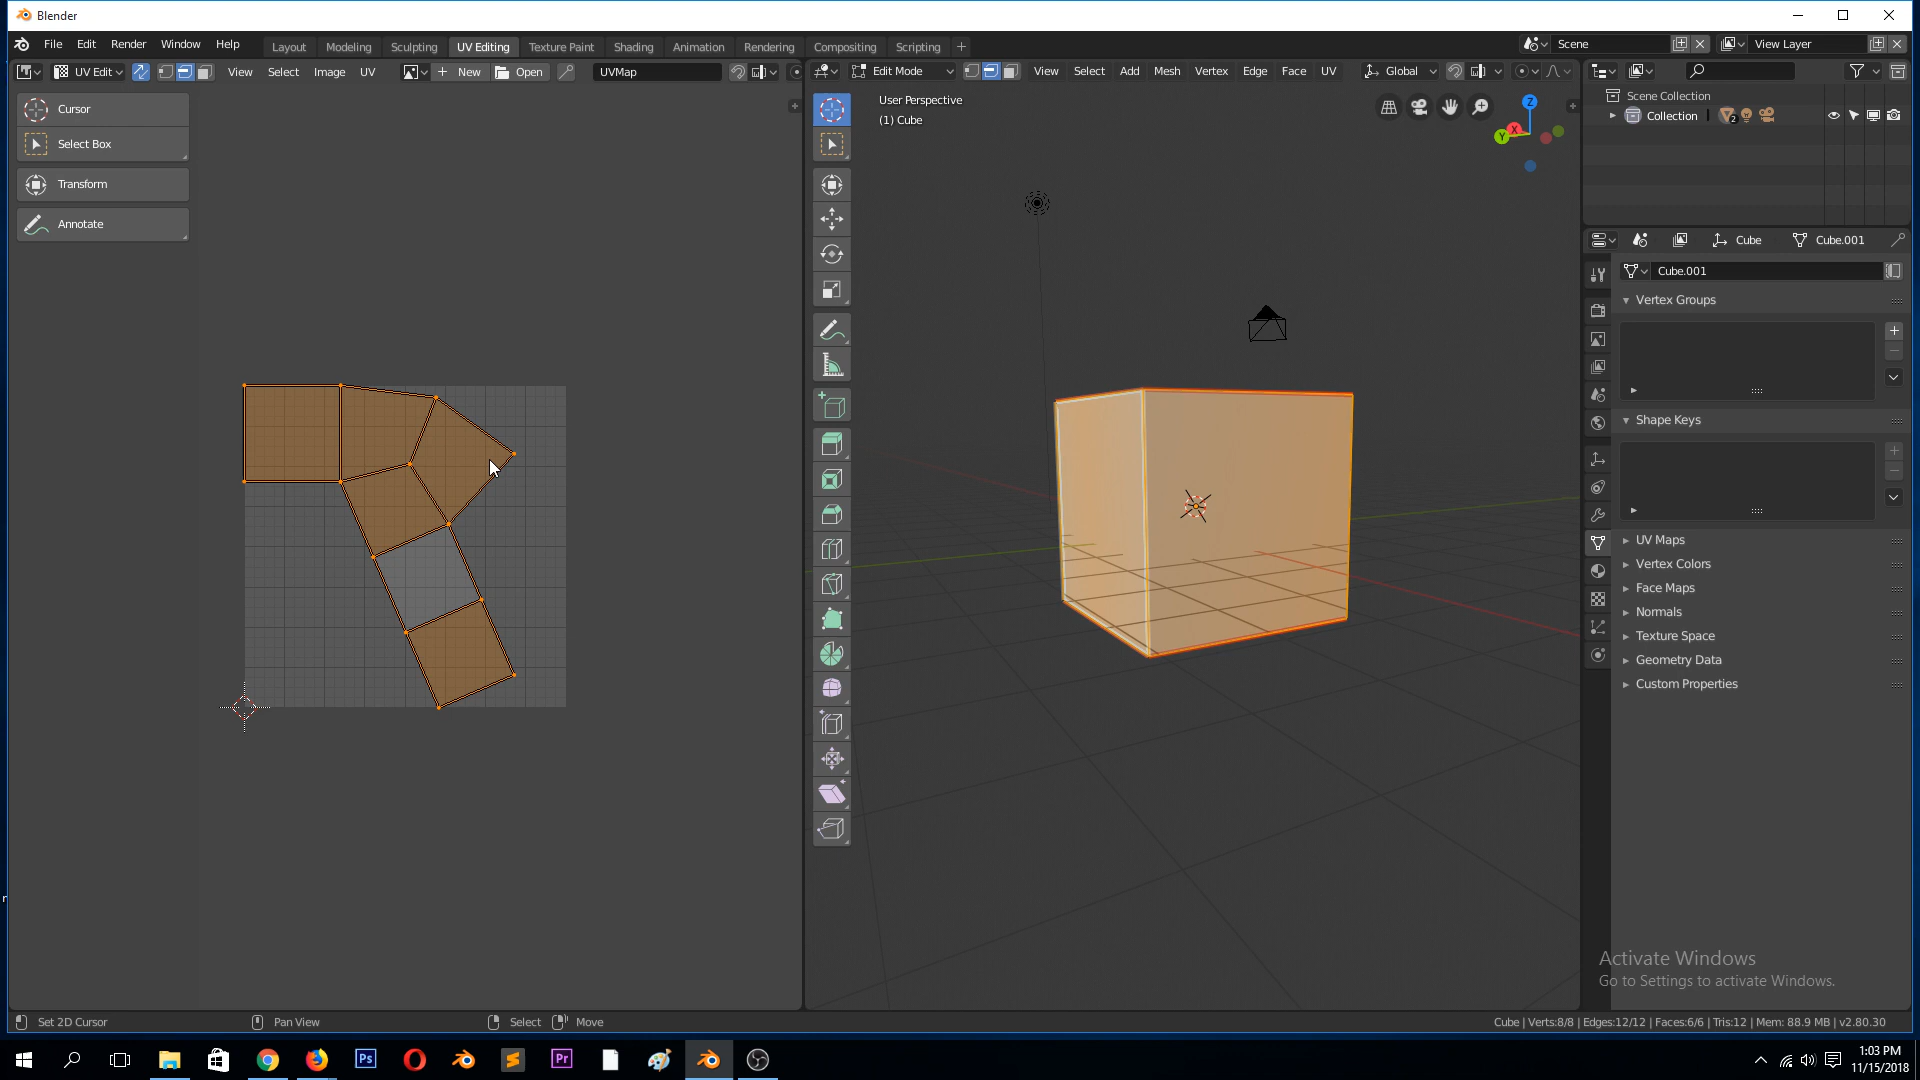 Blender
File Edit Render Window Help
Layout Modeling Sculpting UV Editing Texture Paint Shading Animation Rendering Compositing Scripting +
Scene
View Layer
UV Edit View Select Image UV + New Open UVMap
Edit Mode View Select Add Mesh Vertex Edge Face UV Global
Cursor
Select Box
Transform
Annotate
User Perspective
(1) Cube
Z
X
Y
Scene Collection
Collection
2
Cube Cube.001
Cube.001
Vertex Groups
Shape Keys
UV Maps
Vertex Colors
Face Maps
Normals
Texture Space
Geometry Data
Custom Properties
Activate Windows
Go to Settings to activate Windows.
Set 2D Cursor Pan View Select Move
Cube | Verts:8/8 | Edges:12/12 | Faces:6/6 | Tris:12 | Mem: 88.9 MB | v2.80.30
Ps
Pr
1:03 PM
11/15/2018